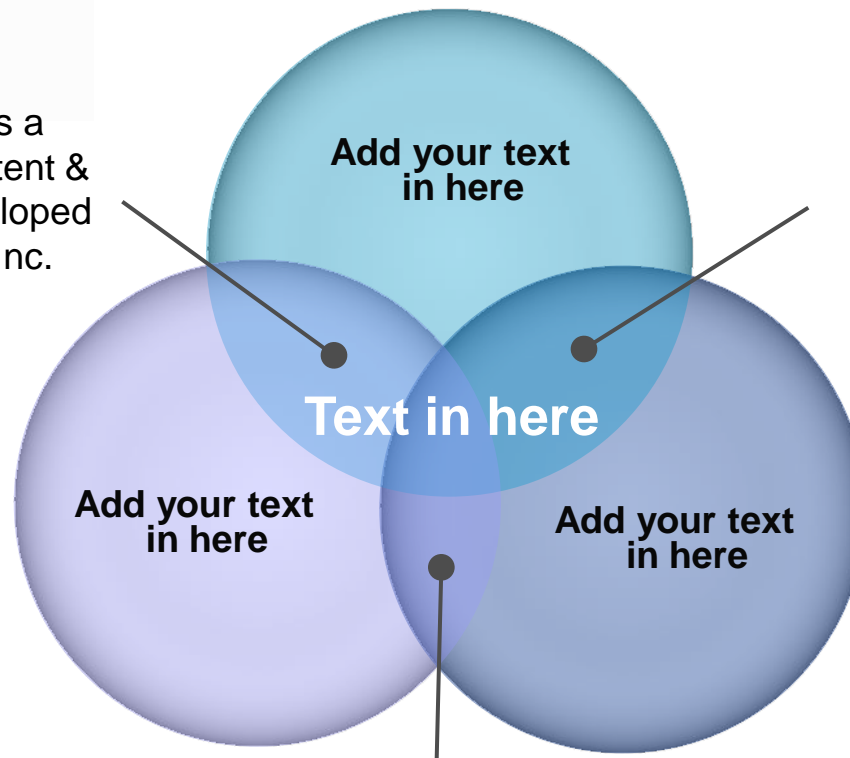 s a
tent &
loped
nc.
Add your text
in here
Text in here
Add your text
in here
Add your text
in here